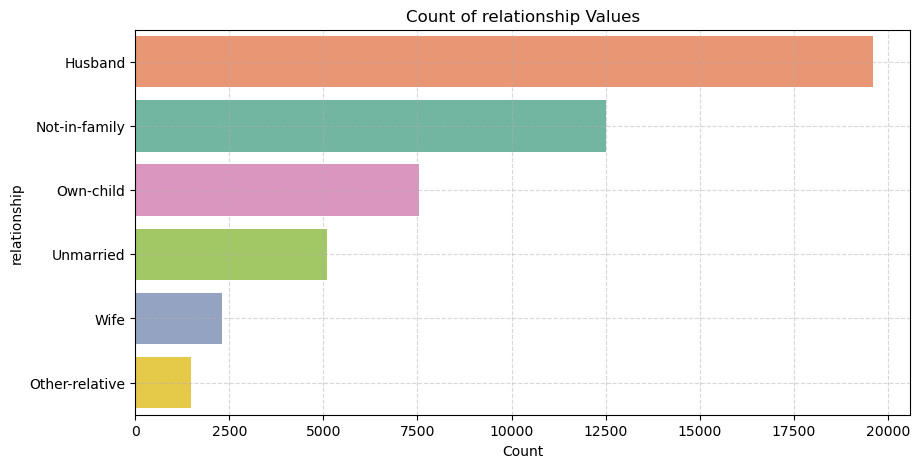 Count of relationship Values
relationship
Husband
Not-in-family
Own-child
Unmarried
Wife
Other-relative
0 2500 5000 7500 10000 12500 15000 17500 20000
Count